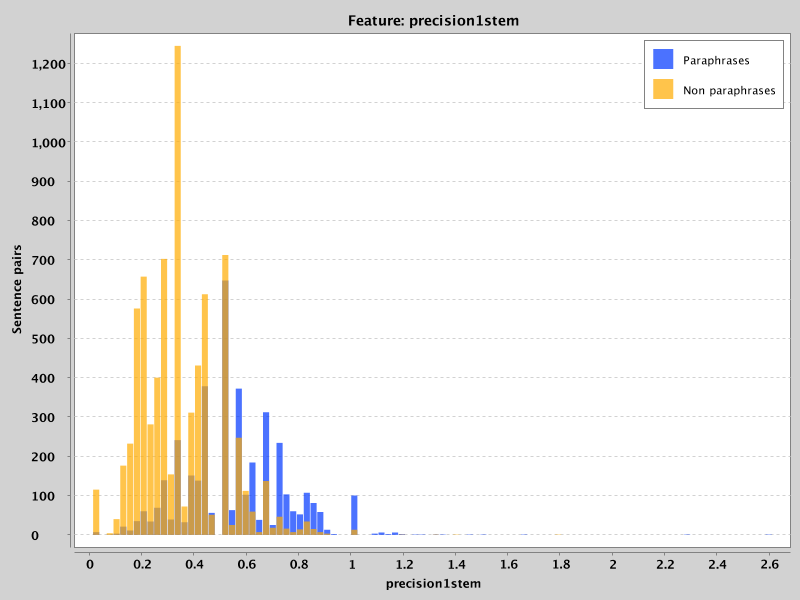 Feature: precision1stem
Paraphrases
Non paraphrases
1,200
1,100
1,000
900
800
700
600
500
400
300
200
100
0
Sentence pairs
0 0.2 0.4 0.6 0.8 1 1.2 1.4 1.6 1.8 2 2.2 2.4 2.6
precision1stem